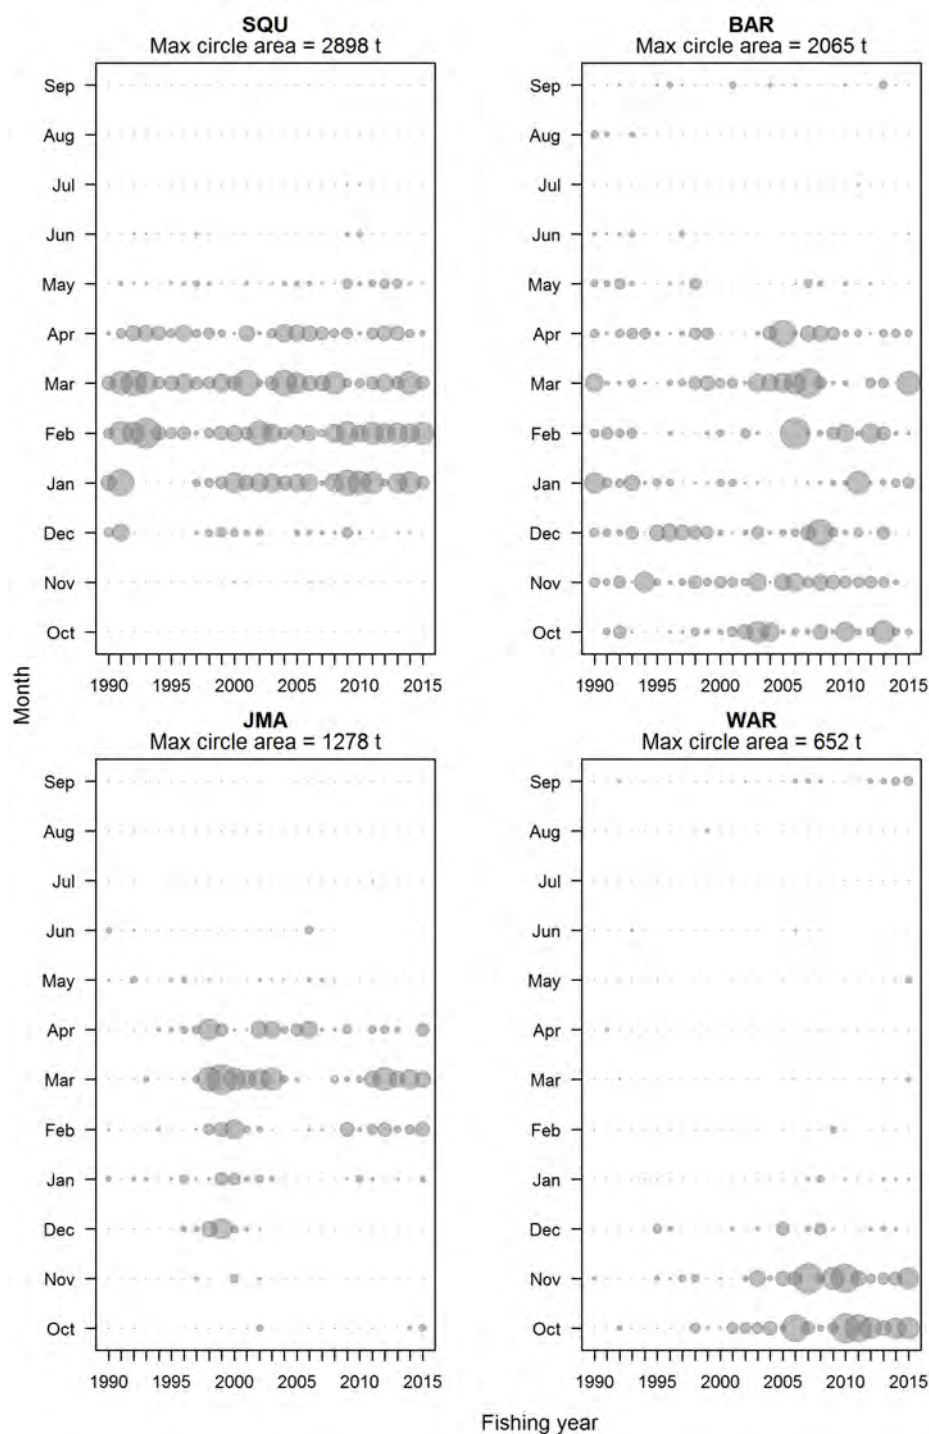 SQU
Max circle area = 2898 t
BAR
Max circle area = 2065 t
Sep
Aug
Jul
Jun
May
Apr
Mar
Feb
Jan
Dec
Nov
Oct
1990 1995 2000 2005 2010 2015
Sep
Aug
Jul
Jun
May
Apr
Mar
Feb
Jan
Dec
Nov
Oct
1990 1995 2000 2005 2010 2015
Month
JMA
Max circle area = 1278 t
WAR
Max circle area = 652 t
Sep
Aug
Jul
Jun
May
Apr
Mar
Feb
Jan
Dec
Nov
Oct
1990 1995 2000 2005 2010 2015
Sep
Aug
Jul
Jun
May
Apr
Mar
Feb
Jan
Dec
Nov
Oct
1990 1995 2000 2005 2010 2015
Fishing year